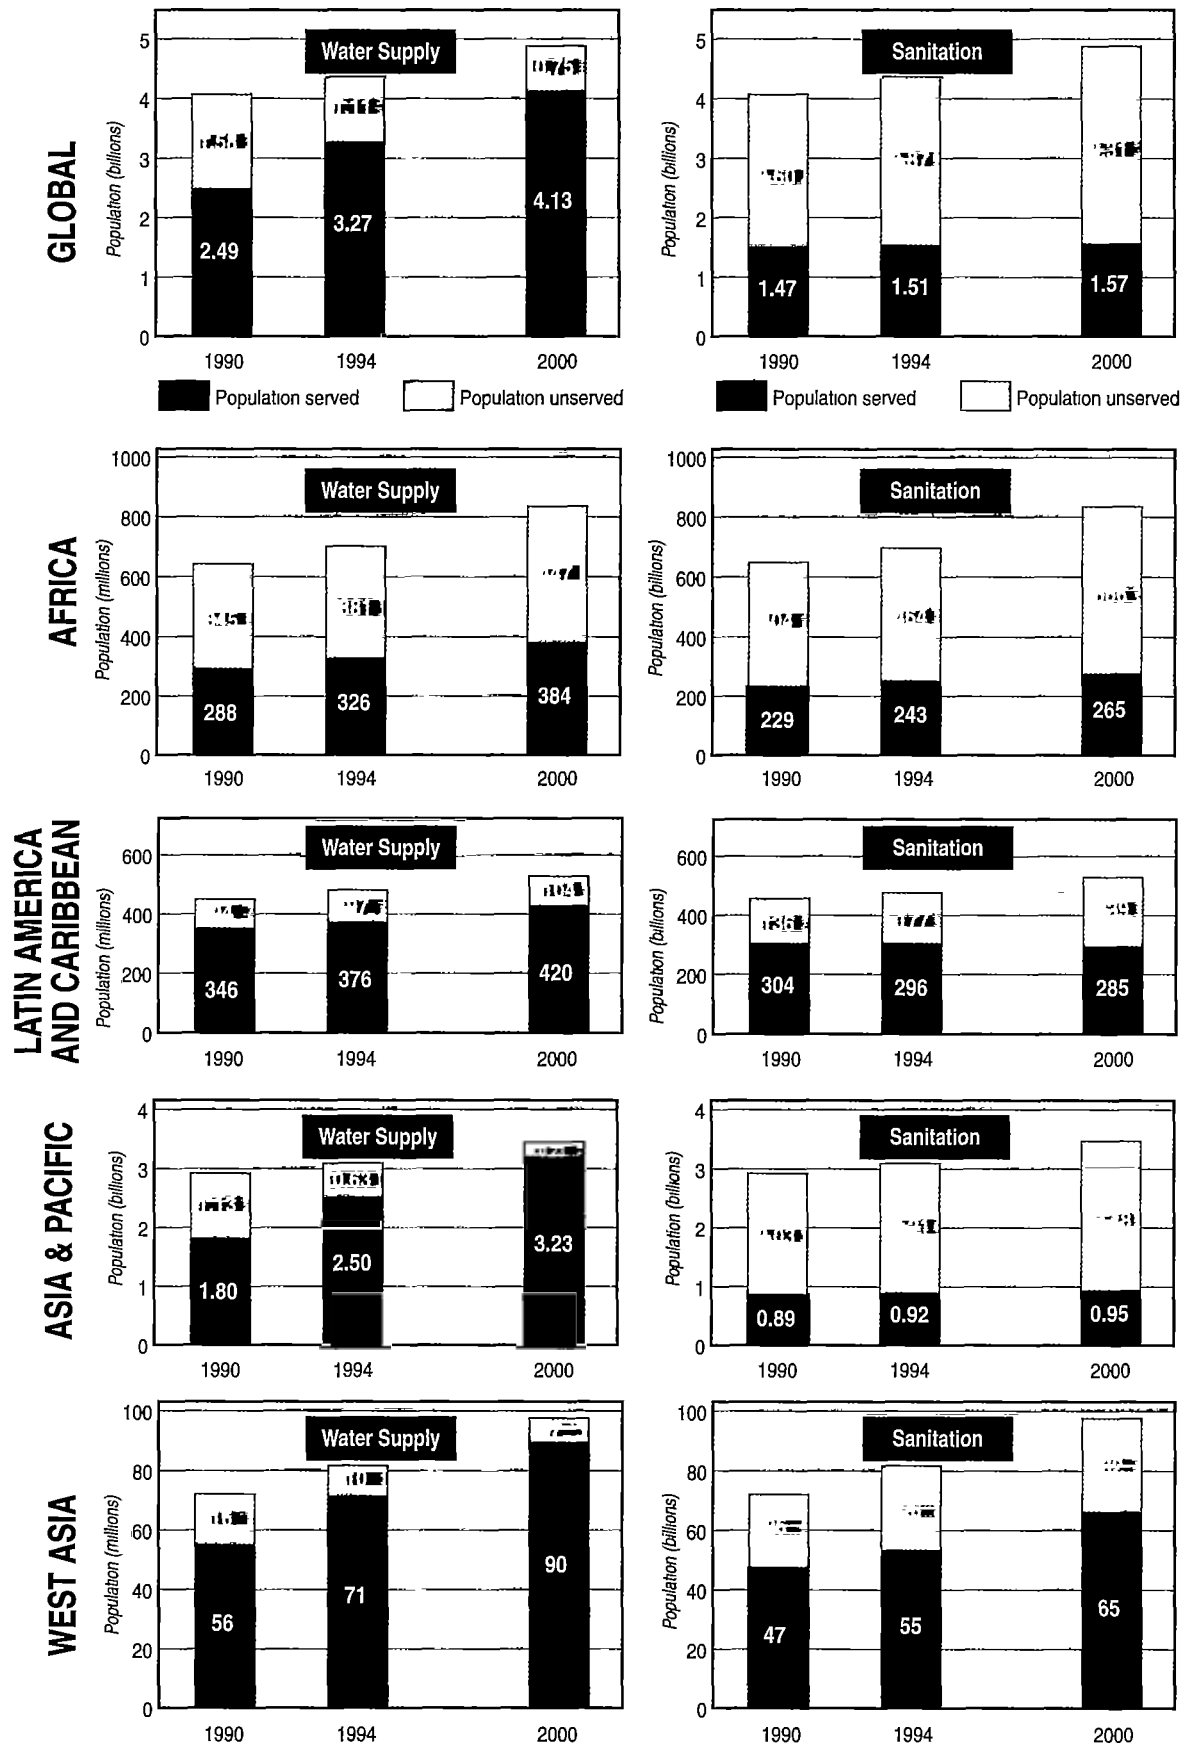 GLOBAL
Population (billions)
5
4
3
2
1
0
Water Supply
0.75
2.49
3.27
4.13
1990 1994 2000
Population served Population unserved
Population (billions)
5
4
3
2
1
0
Sanitation
1.47
1.51
1.57
1990 1994 2000
Population served Population unserved
AFRICA
Population (millions)
1000
800
600
400
200
0
Water Supply
288
326
384
1990 1994 2000
Population (billions)
1000
800
600
400
200
0
Sanitation
464
229
243
265
1990 1994 2000
LATIN AMERICA
AND CARIBBEAN
Population (millions)
600
400
200
0
Water Supply
104
346
376
420
1990 1994 2000
Population (billions)
600
400
200
0
Sanitation
304
296
285
1990 1994 2000
ASIA & PACIFIC
Population (billions)
4
3
2
1
0
Water Supply
1.80
2.50
3.23
1990 1994 2000
Population (billions)
4
3
2
1
0
Sanitation
0.89
0.92
0.95
1990 1994 2000
WEST ASIA
Population (millions)
100
80
60
40
20
0
Water Supply
56
71
90
1990 1994 2000
Population (billions)
100
80
60
40
20
0
Sanitation
47
55
65
1990 1994 2000